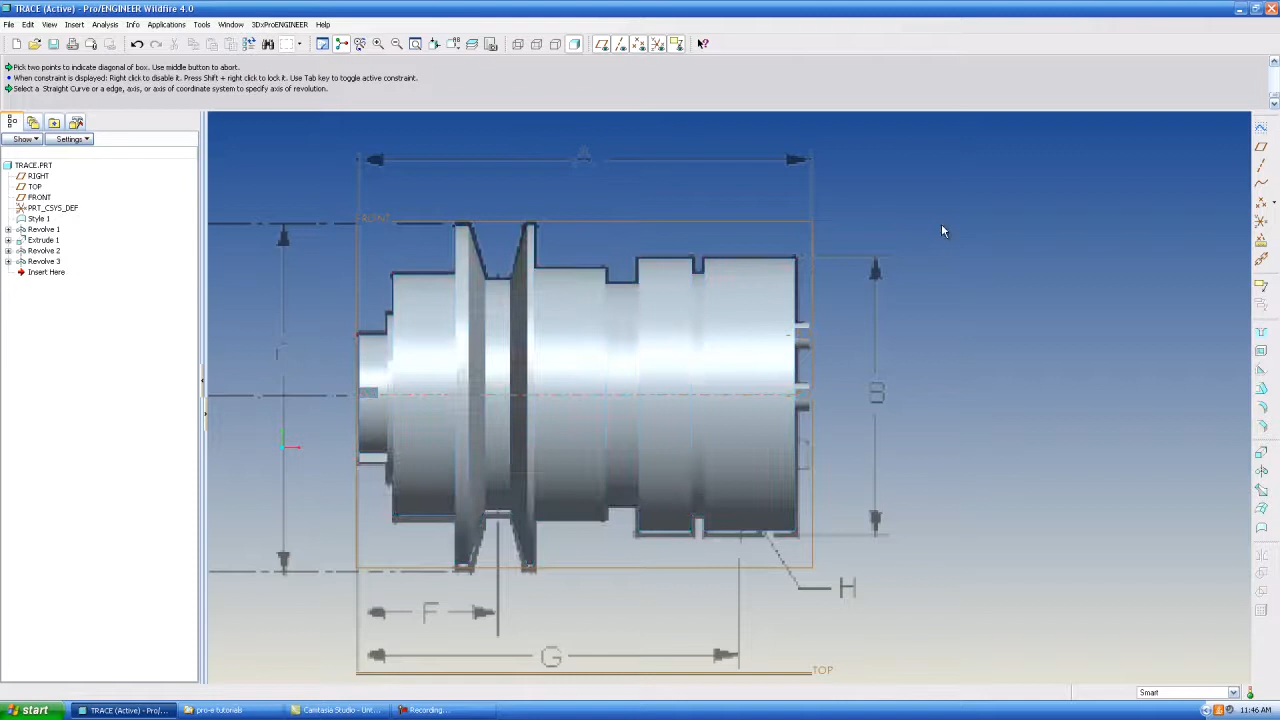 TRACE (Active) - Pro/ENGINEER Wildfire 4.0
File Edit View Insert Analysis Info Applications Tools Window 3DxProENGINEER Help
Pick two points to indicate diagonal of box. Use middle button to abort.
When constraint is displayed: Right click to disable it. Press Shift + right click to lock it. Use Tab key to toggle active constraint.
Select a Straight Curve or a edge, axis, or axis of coordinate system to specify axis of revolution.
Show Settings
TRACE.PRT
RIGHT
TOP
FRONT
PRT_CSYS_DEF
Style 1
Revolve 1
Extrude 1
Revolve 2
Revolve 3
Insert Here
A
FRONT
B
H
F
G
TOP
Smart
start TRACE (Active) - Pro/... pro-e tutorials Camtasia Studio - Unt... Recording... 11:46 AM